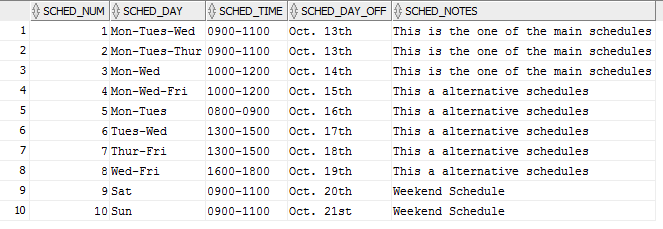 SCHED_NUM SCHED_DAY SCHED_TIME SCHED_DAY_OFF SCHED_NOTES
1 1 Mon-Tues-Wed 0900-1100 Oct. 13th This is the one of the main schedules
2 2 Mon-Tues-Thur 0900-1100 Oct. 13th This is the one of the main schedules
3 3 Mon-Wed 1000-1200 Oct. 14th This is the one of the main schedules
4 4 Mon-Wed-Fri 1000-1200 Oct. 15th This a alternative schedules
5 5 Mon-Tues 0800-0900 Oct. 16th This a alternative schedules
6 6 Tues-Wed 1300-1500 Oct. 17th This a alternative schedules
7 7 Thur-Fri 1300-1500 Oct. 18th This a alternative schedules
8 8 Wed-Fri 1600-1800 Oct. 19th This a alternative schedules
9 9 Sat 0900-1100 Oct. 20th Weekend Schedule
10 10 Sun 0900-1100 Oct. 21st Weekend Schedule